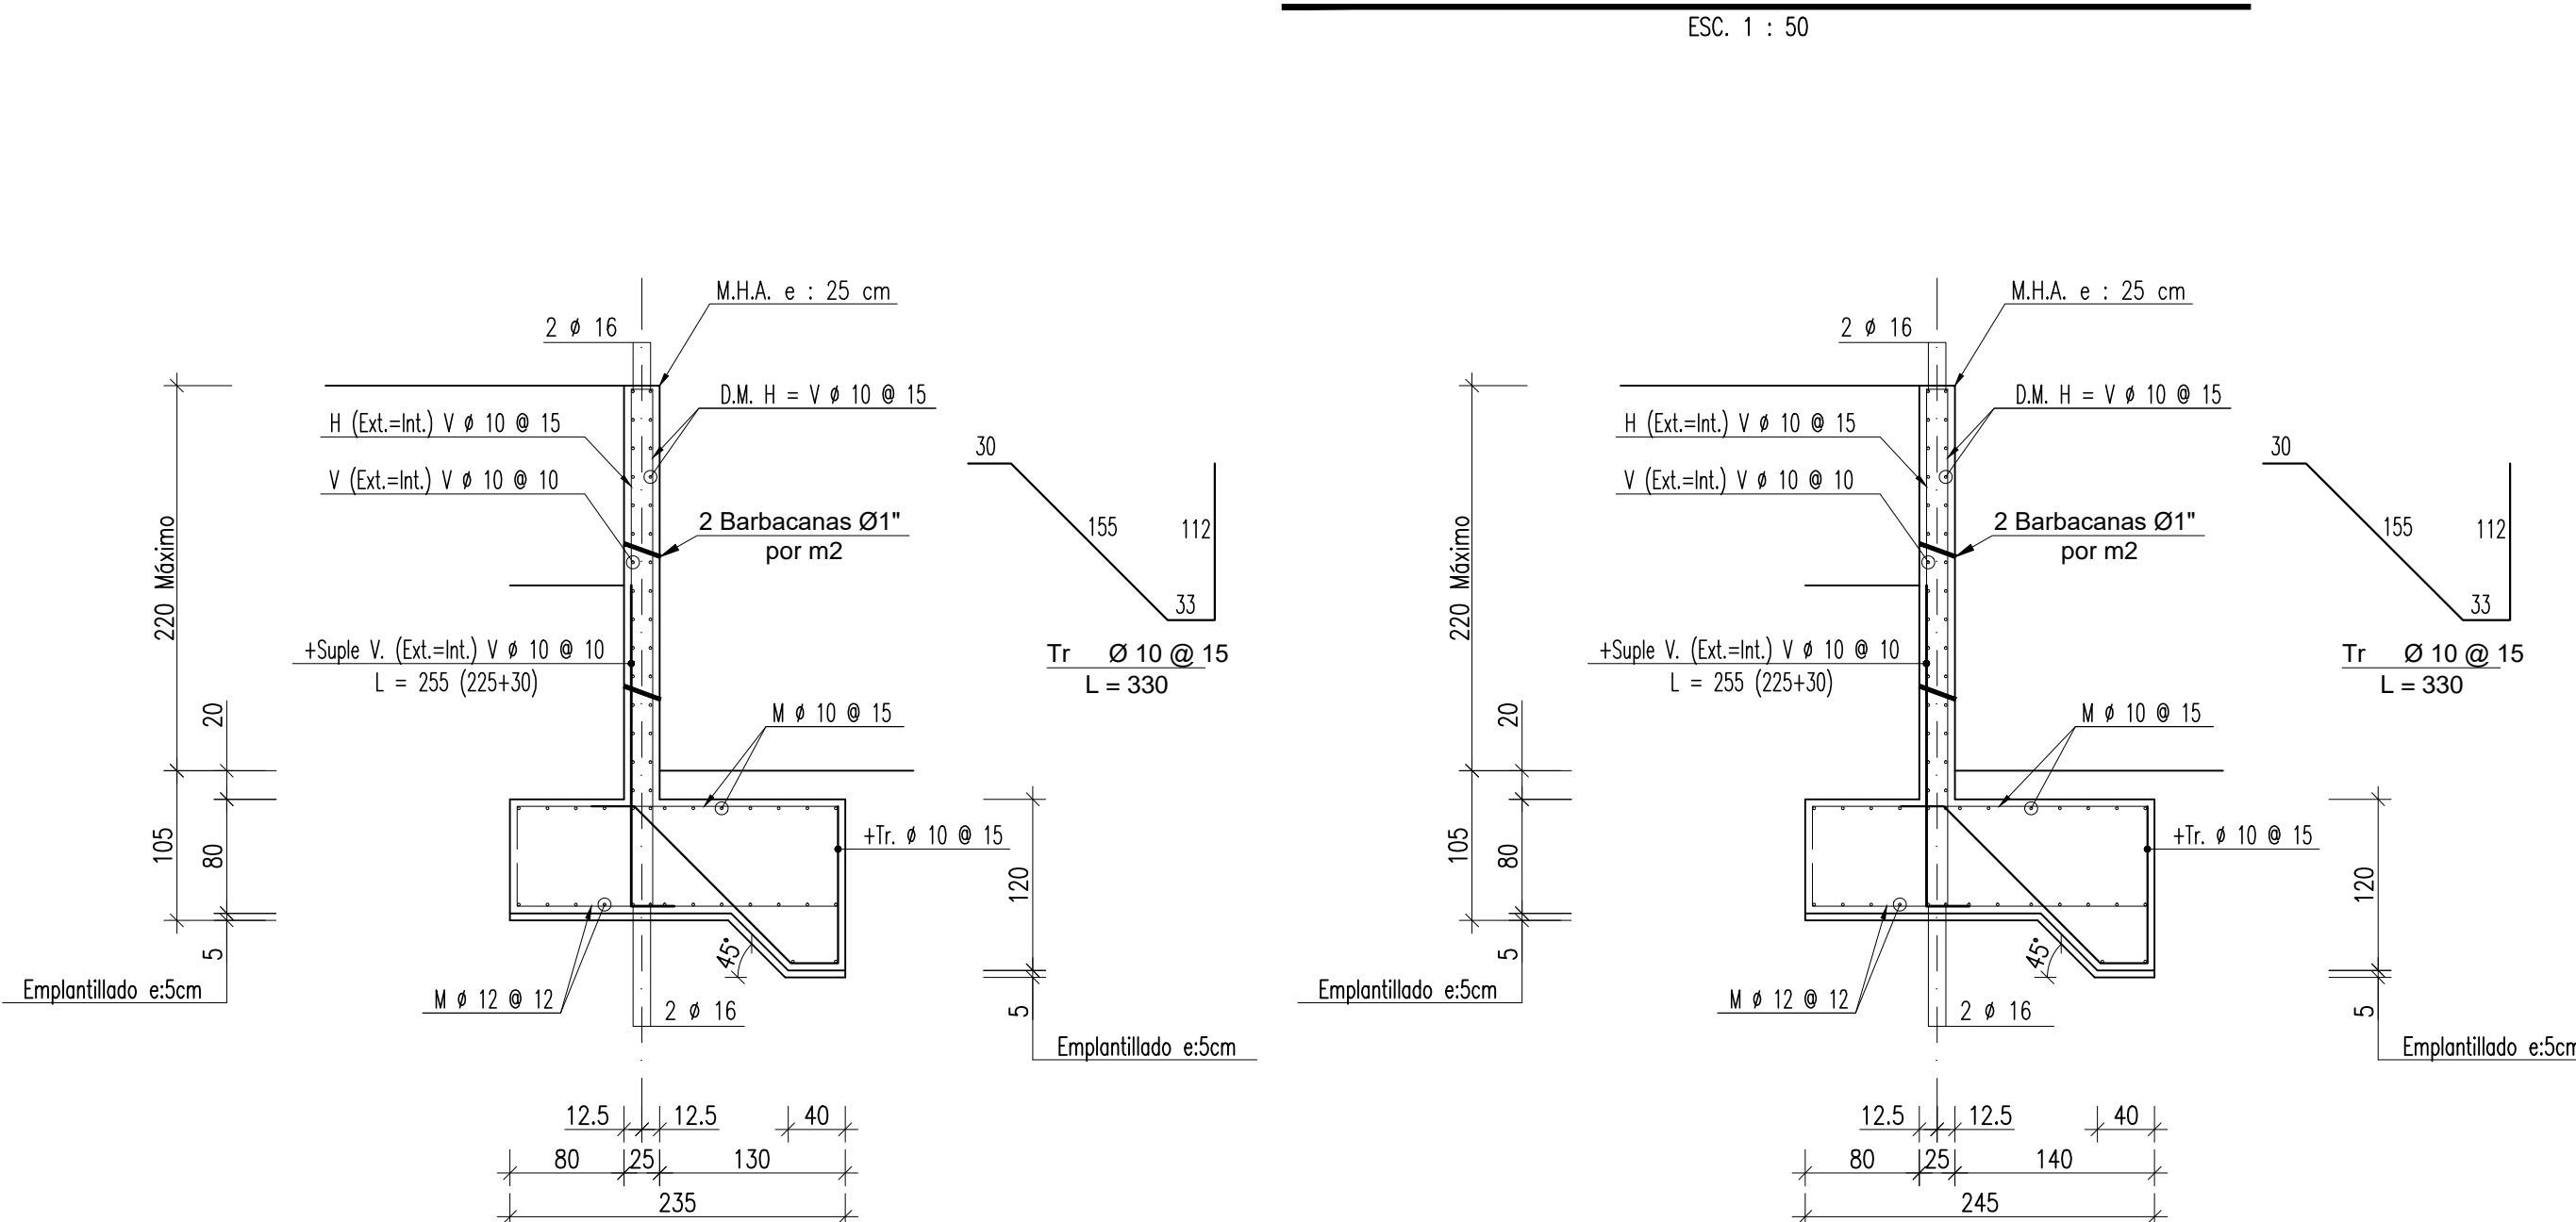 ESC. 1 : 50
M.H.A. e : 25 cm
2 ø 16
D.M. H = V ø 10 @ 15
H (Ext.=Int.) V ø 10 @ 15
V (Ext.=Int.) V ø 10 @ 10
2 Barbacanas Ø1"
por m2
30
155
112
33
Tr Ø 10 @ 15
L = 330
220 Máximo
+Suple V. (Ext.=Int.) V ø 10 @ 10
L = 255 (225+30)
20
M ø 10 @ 15
105
80
+Tr. ø 10 @ 15
120
5
45°
Emplantillado e:5cm
M ø 12 @ 12
2 ø 16
5
Emplantillado e:5cm
12.5
12.5
40
80
25
130
235
M.H.A. e : 25 cm
2 ø 16
D.M. H = V ø 10 @ 15
H (Ext.=Int.) V ø 10 @ 15
V (Ext.=Int.) V ø 10 @ 10
2 Barbacanas Ø1"
por m2
30
155
112
33
Tr Ø 10 @ 15
L = 330
220 Máximo
+Suple V. (Ext.=Int.) V ø 10 @ 10
L = 255 (225+30)
20
M ø 10 @ 15
105
80
+Tr. ø 10 @ 15
120
5
45°
Emplantillado e:5cm
M ø 12 @ 12
2 ø 16
5
Emplantillado e:5cm
12.5
12.5
40
80
25
140
245